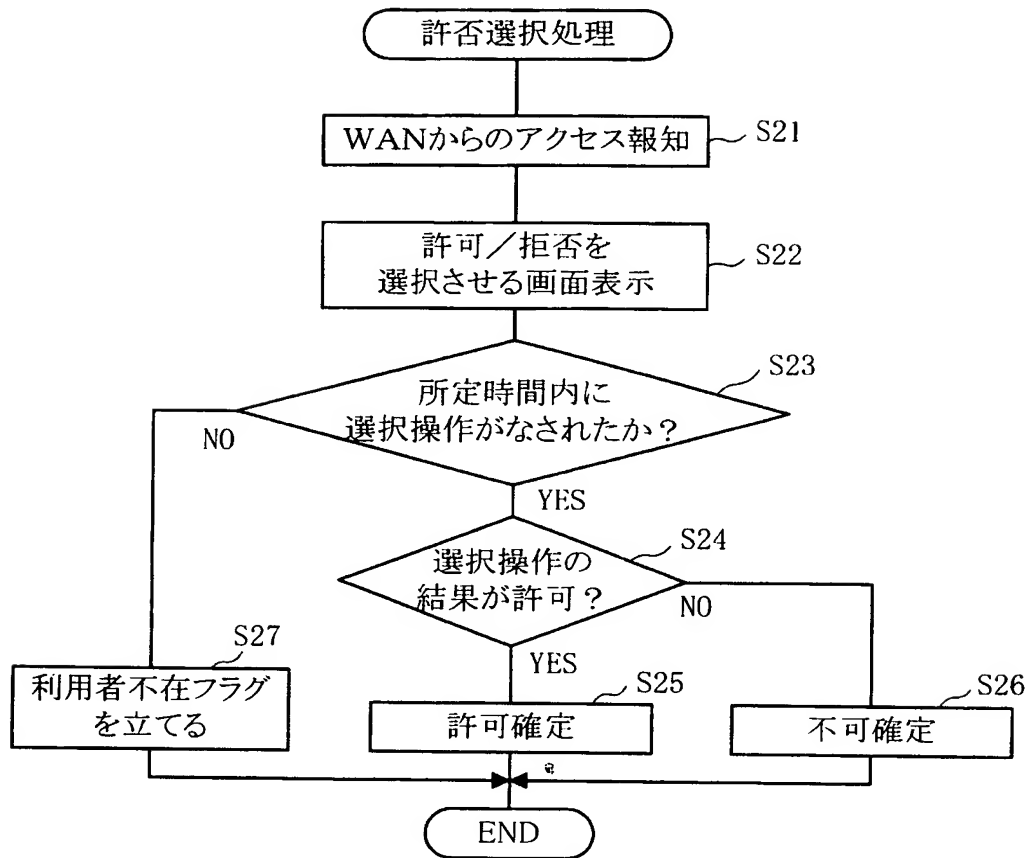 許否選択処理
WANからのアクセス報知
S21
許可／拒否を
選択させる画面表示
S22
所定時間内に
選択操作がなされたか？
S23
NO
YES
選択操作の
結果が許可？
S24
NO
YES
利用者不在フラグ
を立てる
S27
許可確定
S25
不可確定
S26
END